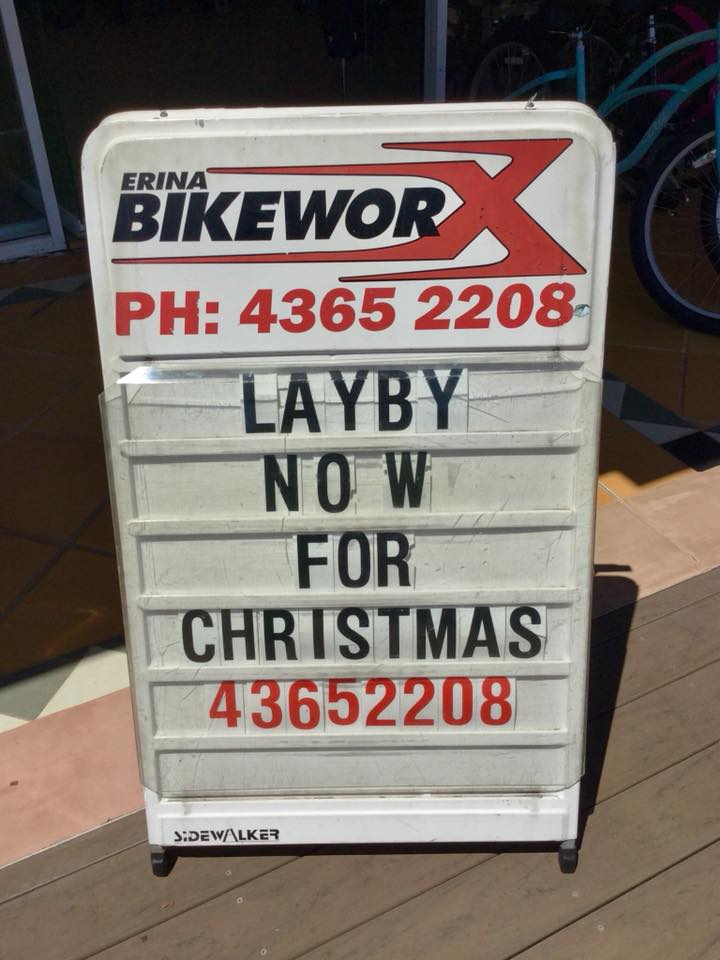 ERINA
BIKEWORX
PH: 4365 2208
LAYBY
NOW
FOR
CHRISTMAS
43652208
SIDEWALKER